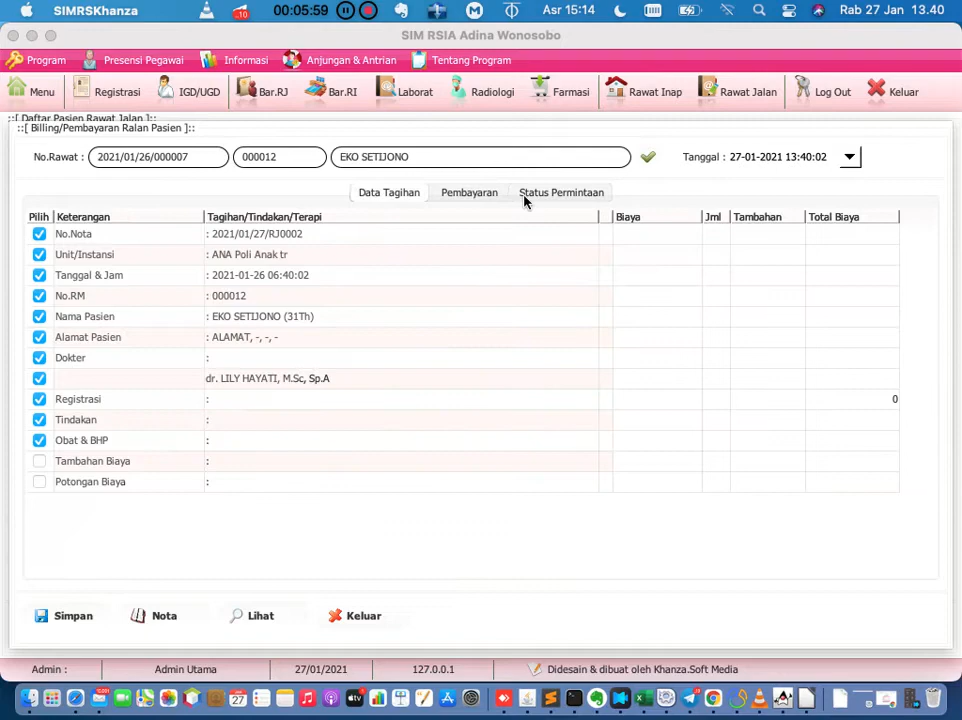 SIMRSKhanza 10 00:05:59 Asr 15:14 Rab 27 Jan 13.40
SIM RSIA Adina Wonosobo
Program Presensi Pegawai Informasi Anjungan & Antrian Tentang Program
Menu Registrasi IGD/UGD Bar.RJ Bar.RI Laborat Radiologi Farmasi Rawat Inap Rawat Jalan Log Out Keluar
::[ Daftar Pasien Rawat Jalan ]::
::[ Billing/Pembayaran Ralan Pasien ]::
No.Rawat : 2021/01/26/000007 000012 EKO SETIJONO Tanggal : 27-01-2021 13:40:02
Data Tagihan Pembayaran Status Permintaan
Pilih Keterangan Tagihan/Tindakan/Terapi Biaya Jml Tambahan Total Biaya
No.Nota : 2021/01/27/RJ0002
Unit/Instansi : ANA Poli Anak tr
Tanggal & Jam : 2021-01-26 06:40:02
No.RM : 000012
Nama Pasien : EKO SETIJONO (31Th)
Alamat Pasien : ALAMAT, -, -, -
Dokter :
dr. LILY HAYATI, M.Sc, Sp.A
Registrasi : 0
Tindakan :
Obat & BHP :
Tambahan Biaya :
Potongan Biaya :
Simpan Nota Lihat Keluar
Admin : Admin Utama 27/01/2021 127.0.0.1 Didesain & dibuat oleh Khanza.Soft Media